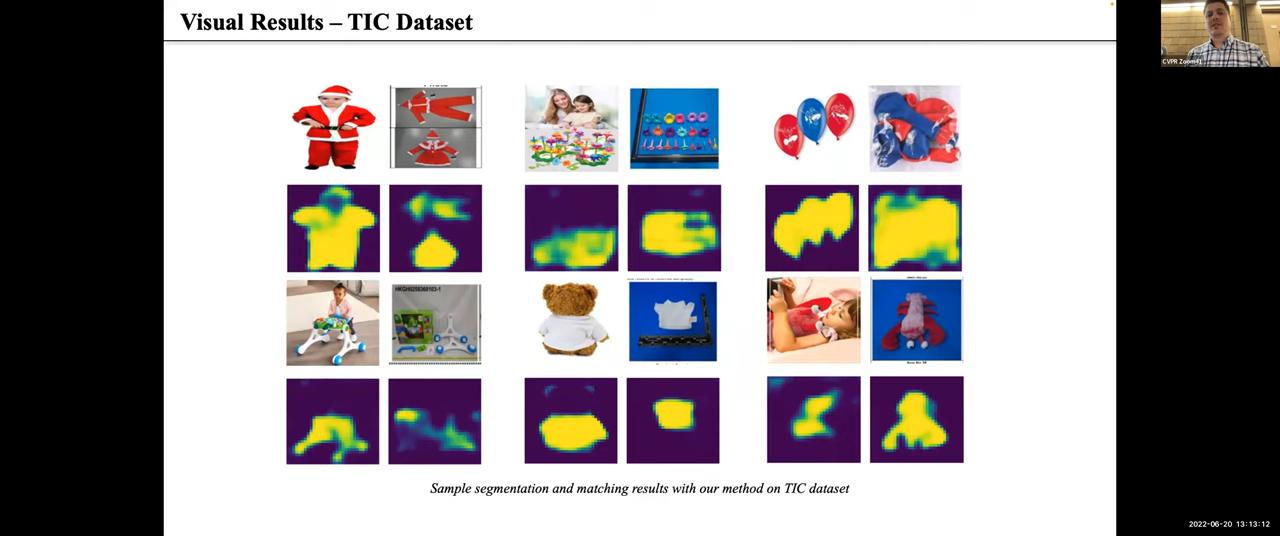 Visual Results – TIC Dataset
CVPR Zoom41
HKGH0258360103-1
Sample segmentation and matching results with our method on TIC dataset
2022-06-20 13:13:12